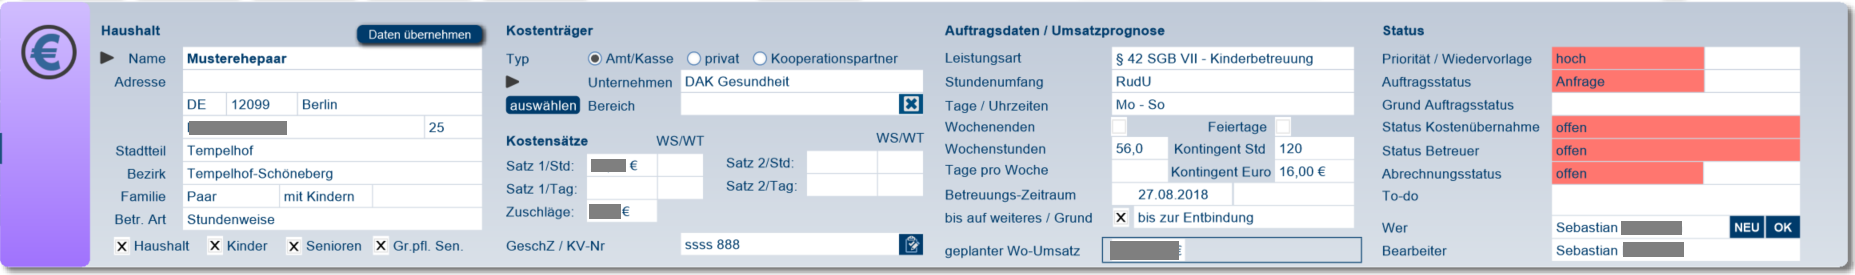 €
Haushalt
Daten übernehmen
Name Musterehepaar
Adresse
DE 12099 Berlin
25
Stadtteil Tempelhof
Bezirk Tempelhof-Schöneberg
Familie Paar mit Kindern
Betr. Art Stundenweise
X Haushalt X Kinder X Senioren X Gr.pfl. Sen.
Kostenträger
Typ Amt/Kasse privat Kooperationspartner
Unternehmen DAK Gesundheit
auswählen Bereich
Kostensätze WS/WT WS/WT
Satz 1/Std: € Satz 2/Std:
Satz 1/Tag: Satz 2/Tag:
Zuschläge: €
GeschZ / KV-Nr ssss 888
Auftragsdaten / Umsatzprognose
Leistungsart § 42 SGB VII - Kinderbetreuung
Stundenumfang RudU
Tage / Uhrzeiten Mo - So
Wochenenden Feiertage
Wochenstunden 56,0 Kontingent Std 120
Tage pro Woche Kontingent Euro 16,00 €
Betreuungs-Zeitraum 27.08.2018
bis auf weiteres / Grund X bis zur Entbindung
geplanter Wo-Umsatz
Status
Priorität / Wiedervorlage hoch
Auftragsstatus Anfrage
Grund Auftragsstatus
Status Kostenübernahme offen
Status Betreuer offen
Abrechnungsstatus offen
To-do
Wer Sebastian NEU OK
Bearbeiter Sebastian